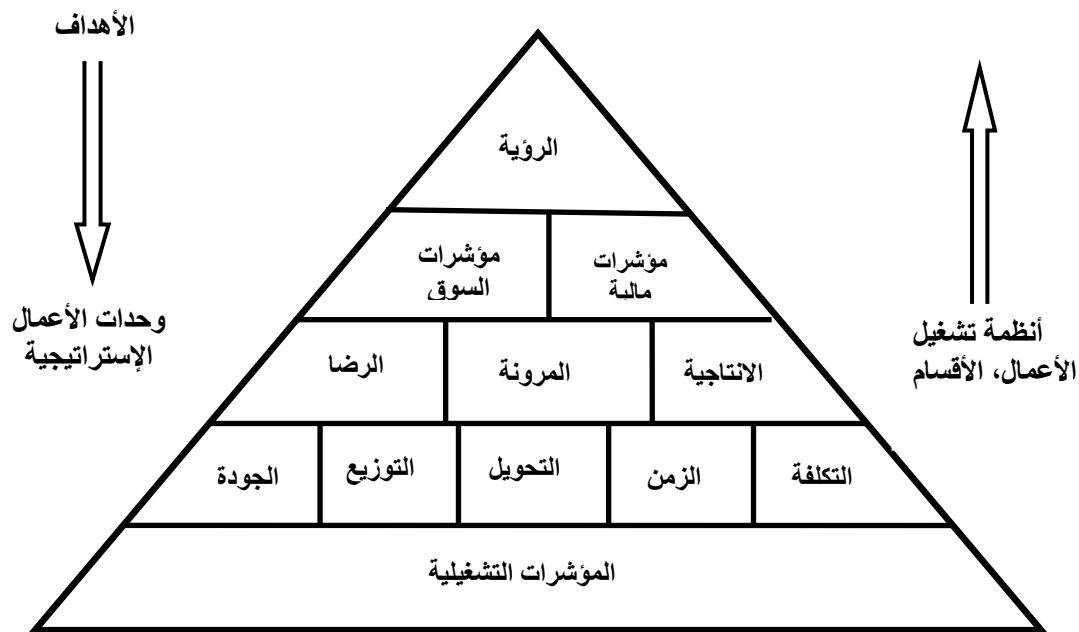 الأهداف
الرؤية
مؤشرات
مالية
مؤشرات
السوق
أنظمة تشغيل
الأعمال، الأقسام
وحدات الأعمال
الإستراتيجية
الانتاجية
المرونة
الرضا
التكلفة
الزمن
التحويل
التوزيع
الجودة
المؤشرات التشغيلية